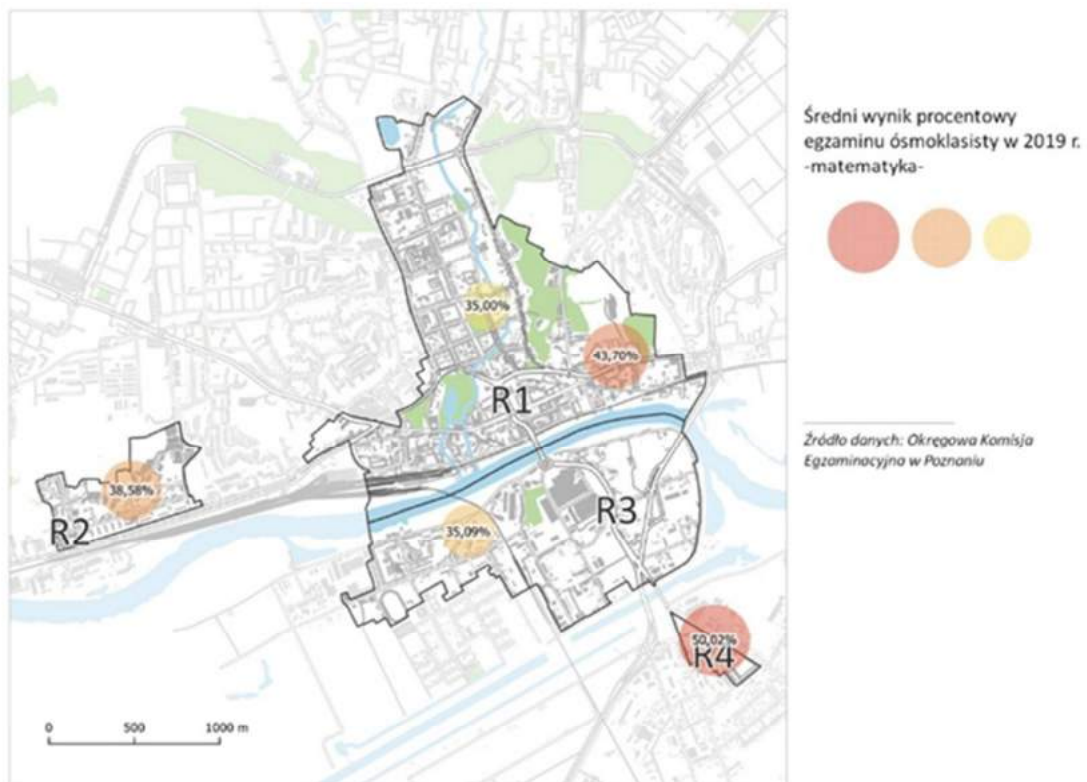 Średni wynik procentowy
egzaminu ósmoklasisty w 2019 r.
-matematyka-
35,00%
43,70%
R1
38,58%
R2
35,09%
R3
50,02%
R4
Źródło danych: Okręgowa Komisja
Egzaminacyjna w Poznaniu
0 500 1000 m